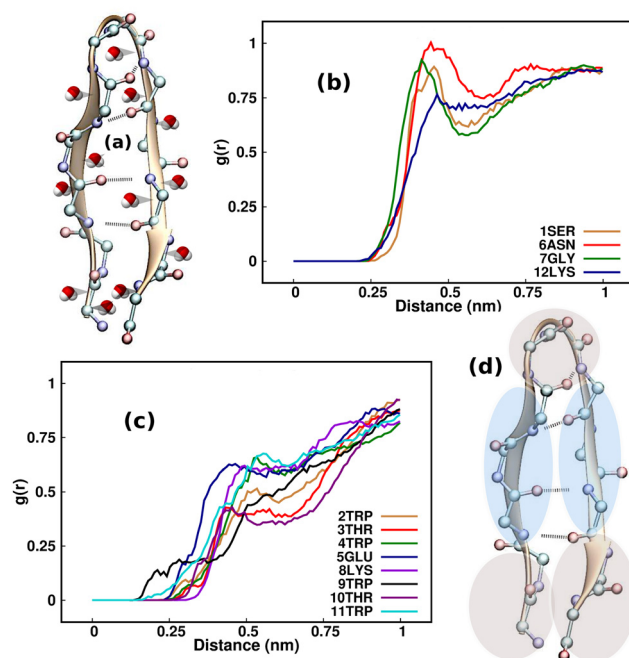 (a)
(b)
g(r)
1
0.75
0.5
0.25
0
0 0.25 0.5 0.75 1
Distance (nm)
1SER
6ASN
7GLY
12LYS
(c)
g(r)
1
0.75
0.5
0.25
0
0 0.25 0.5 0.75 1
Distance (nm)
2TRP
3THR
4TRP
5GLU
8LYS
9TRP
10THR
11TRP
(d)